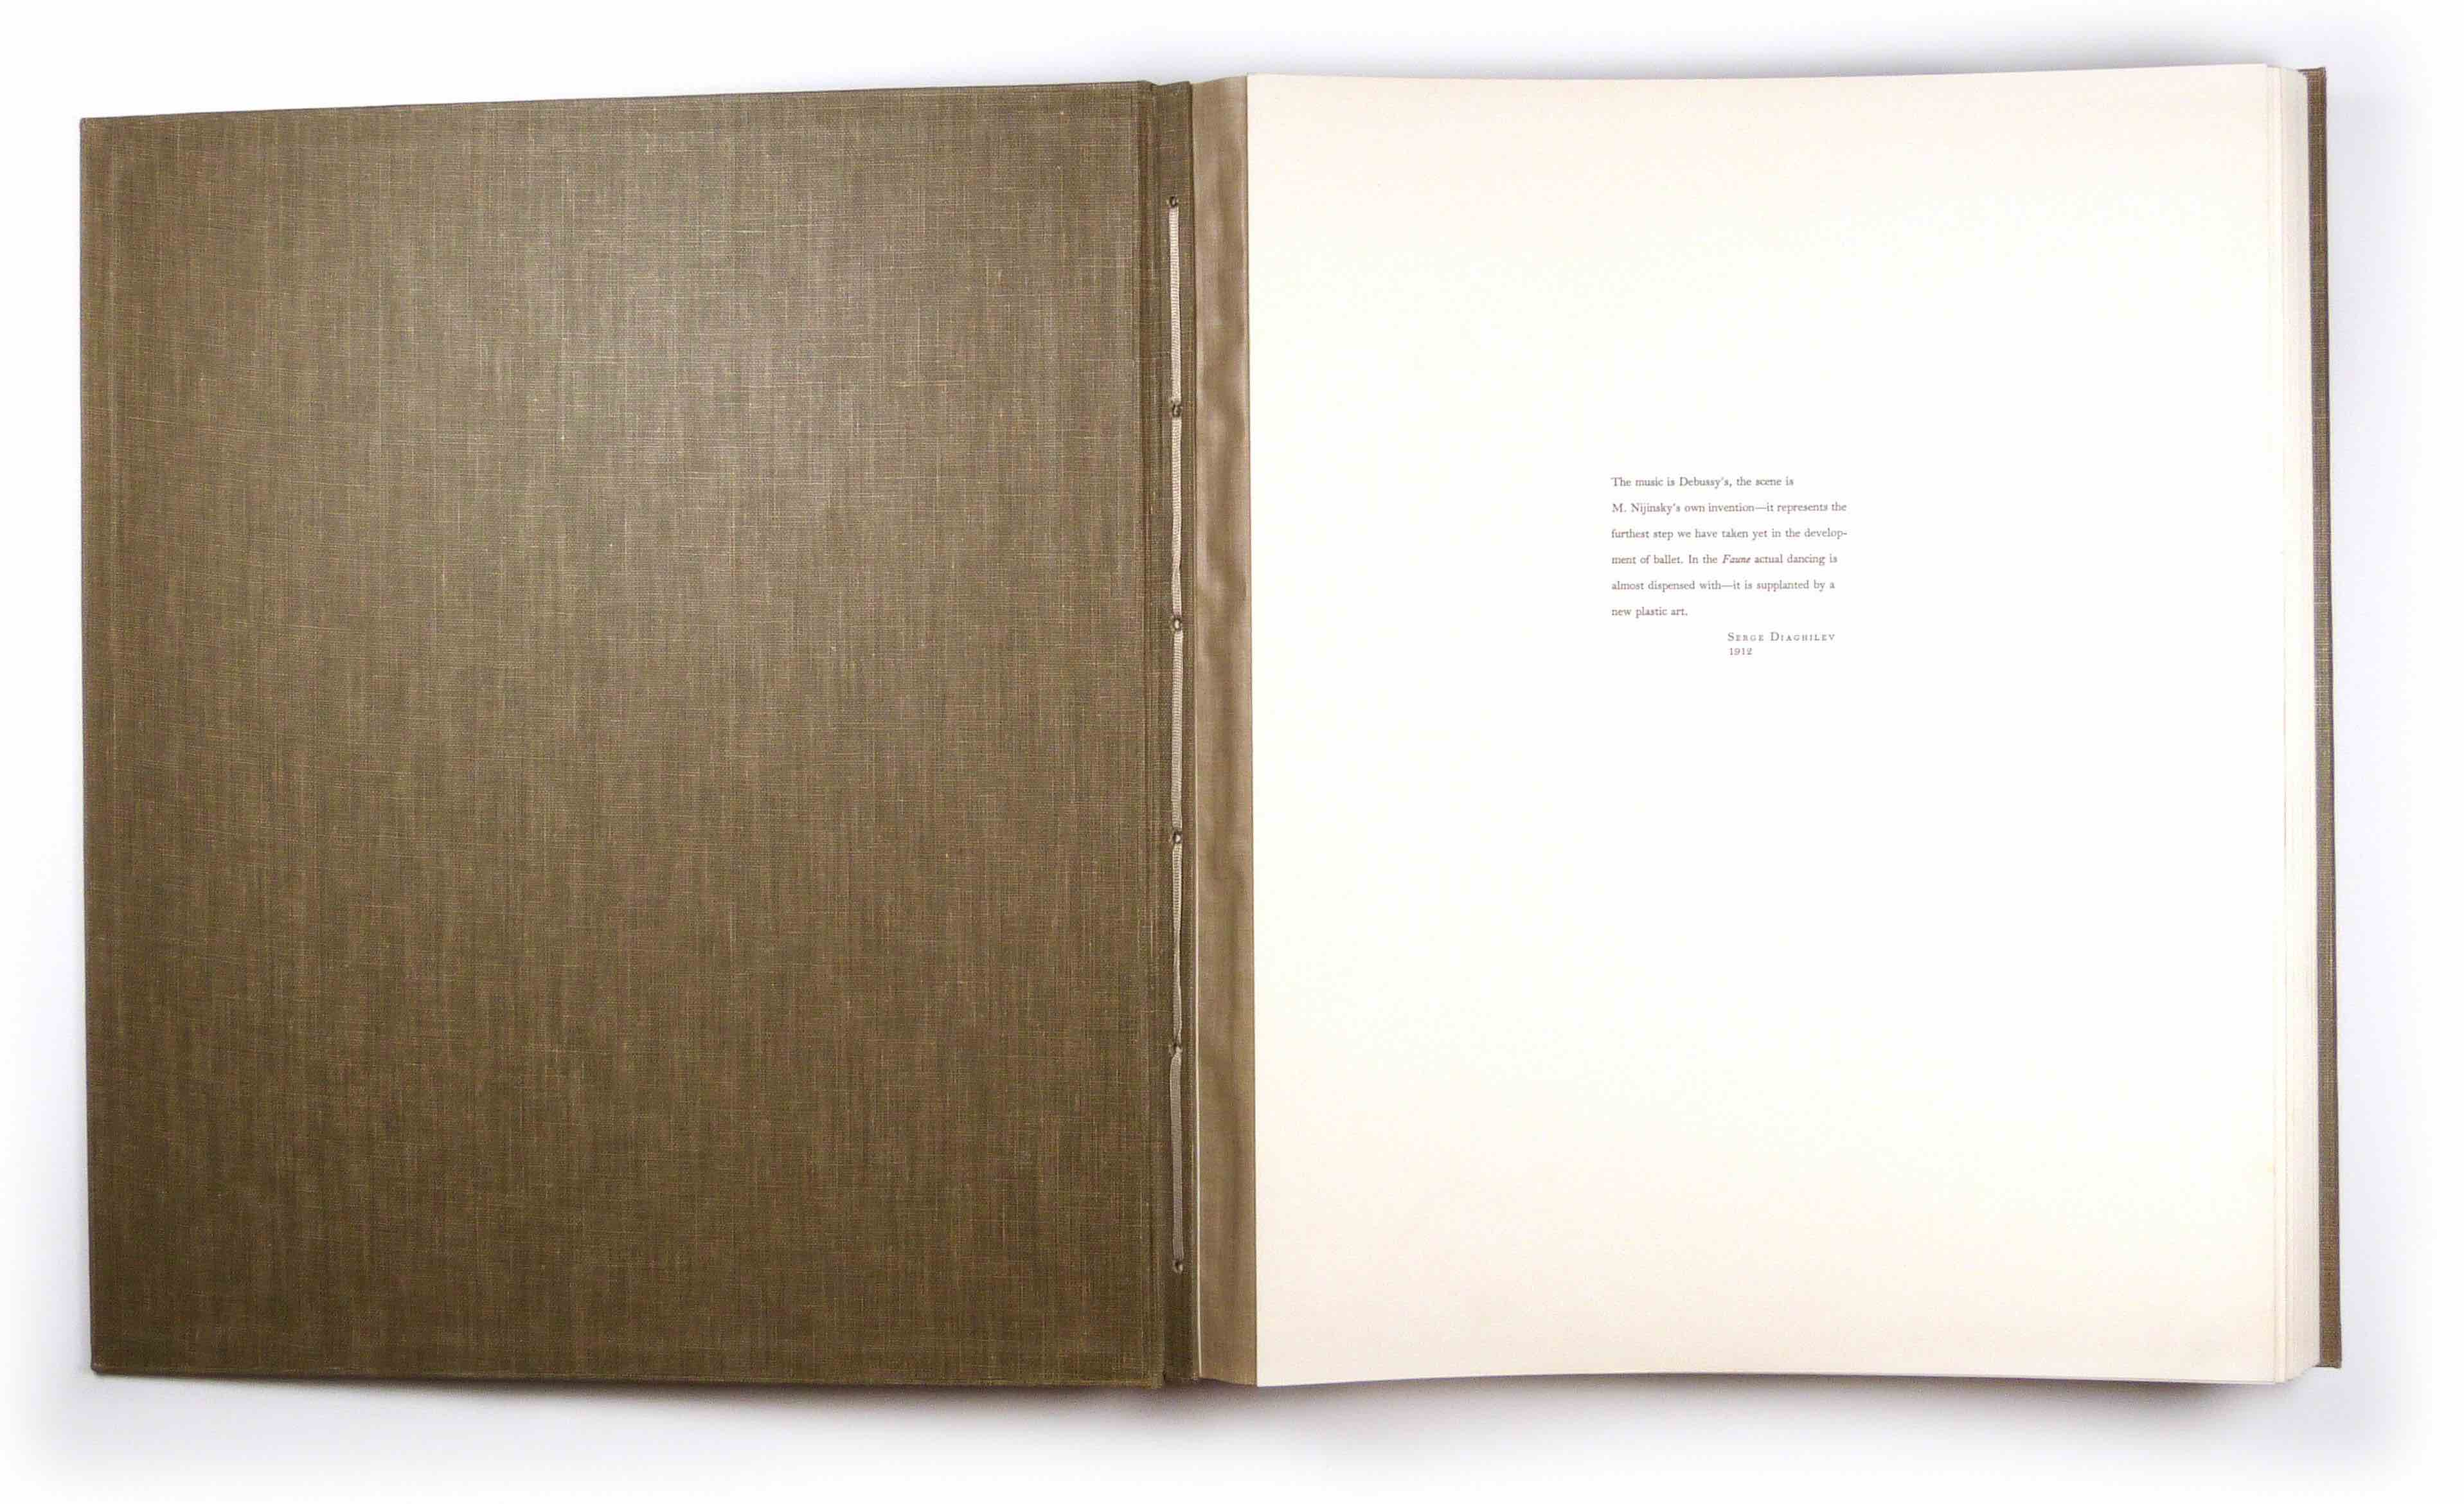 The music is Debussy's, the scene is
M. Nijinsky's own invention—it represents the
furthest step we have taken yet in the develop-
ment of ballet. In the Faune actual dancing is
almost dispensed with—it is supplanted by a
new plastic art.
Serge Diaghilev
1912